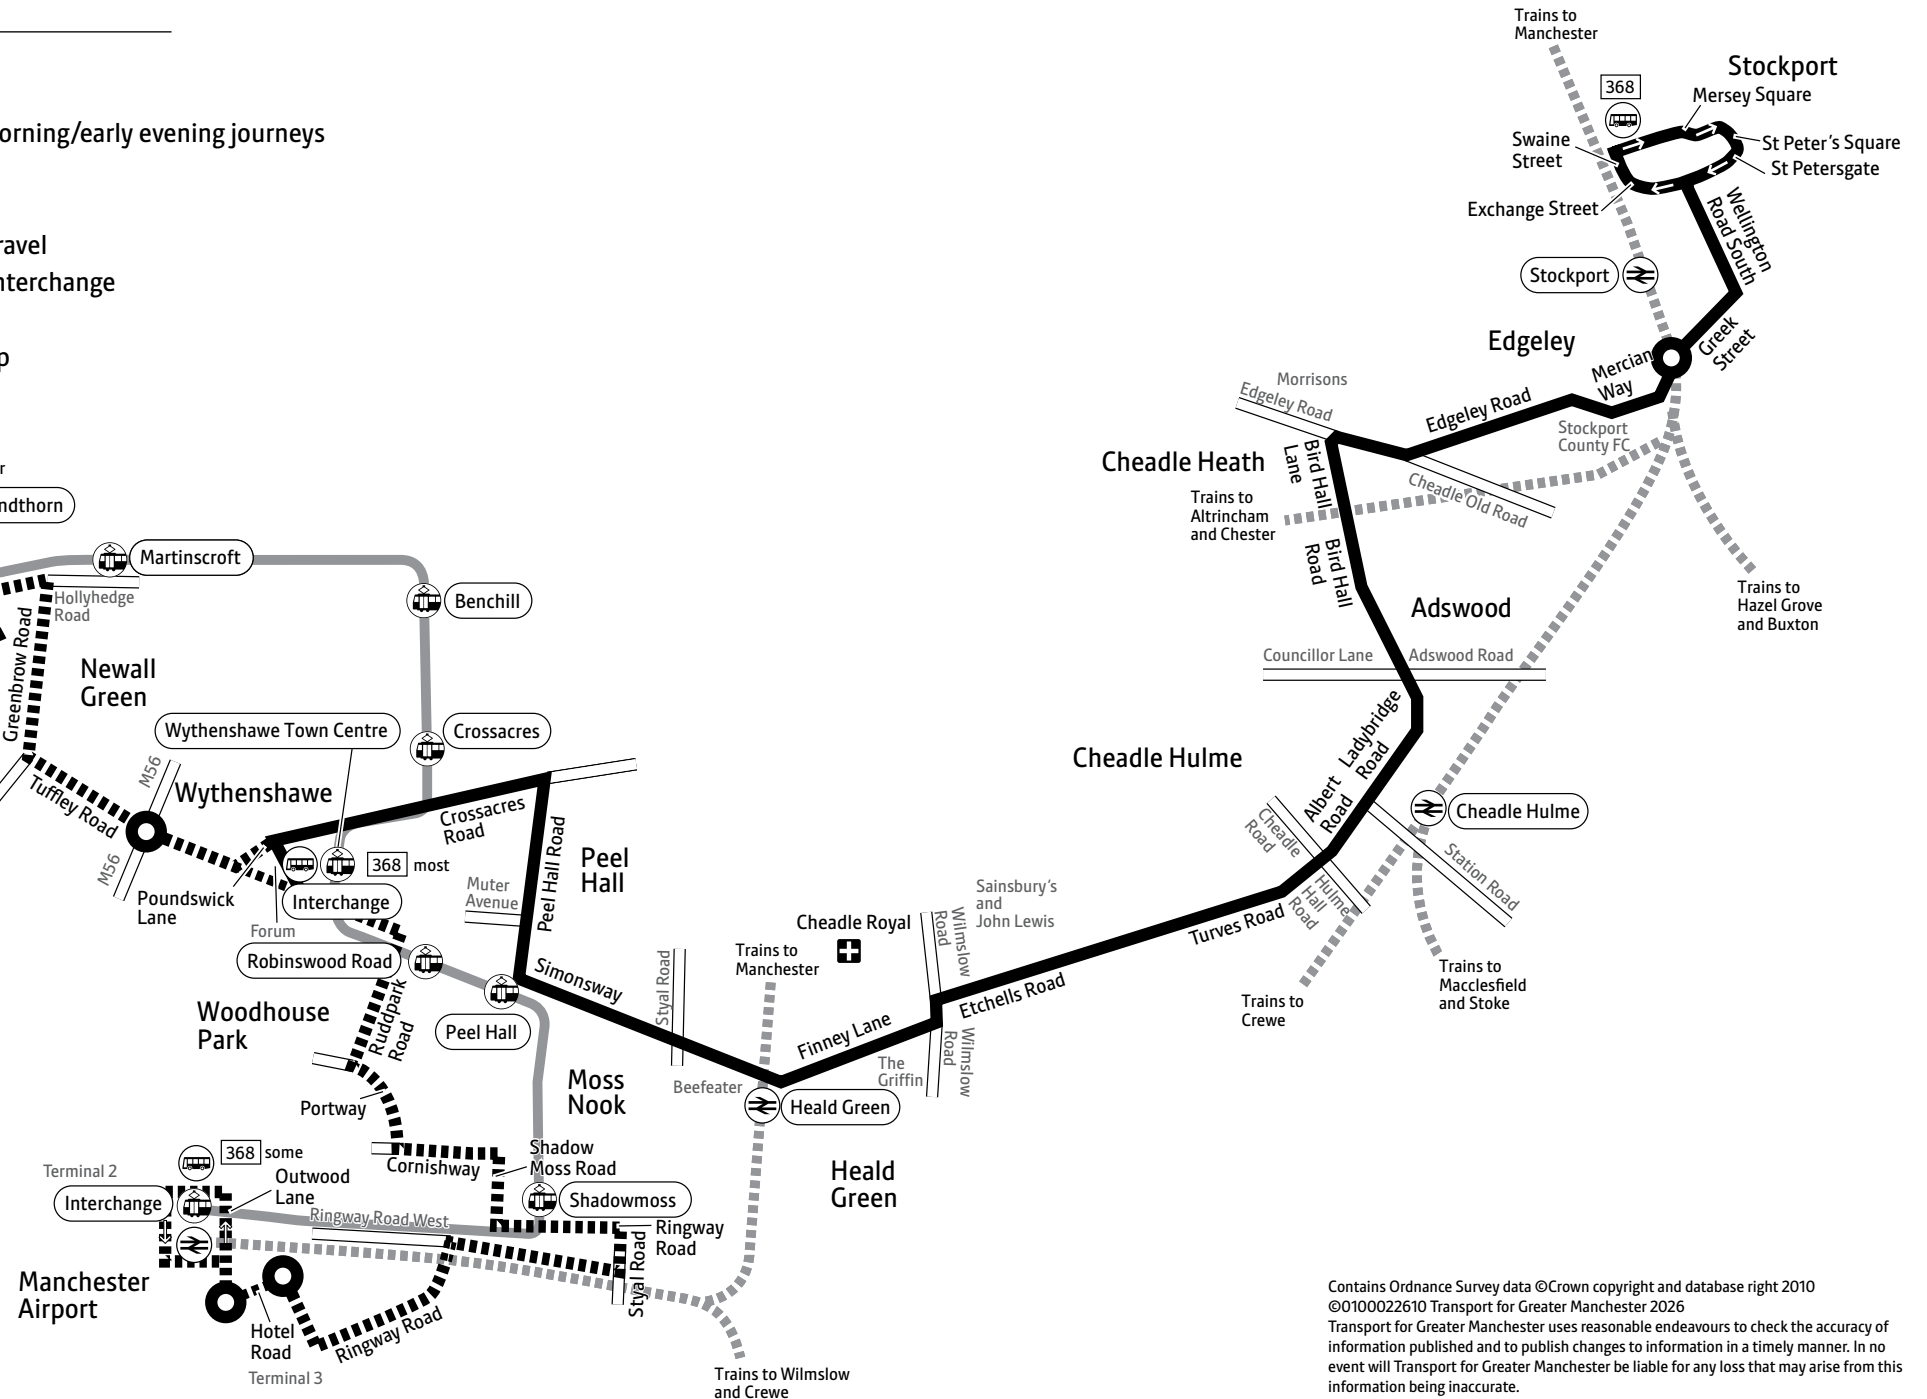 orning/early evening journeys
ravel
nterchange
p
r
ndthorn
Trains to
Manchester
368
Stockport
Mersey Square
Swaine
Street
St Peter's Square
St Petersgate
Exchange Street
Wellington
Road South
Stockport
Edgeley
Greek
Street
Mercian
Way
Morrisons
Edgeley Road
Edgeley Road
Stockport
County FC
Cheadle Heath
Bird Hall
Lane
Cheadle Old Road
Trains to
Altrincham
and Chester
Bird Hall
Road
Trains to
Hazel Grove
and Buxton
Adswood
Councillor Lane
Adswood Road
Ladybridge
Road
Cheadle Hulme
Albert
Road
Cheadle Hulme
Cheadle
Road
Station Road
Hulme
Hall
Road
Turves Road
Trains to
Crewe
Trains to
Macclesfield
and Stoke
Martinscroft
Hollyhedge
Road
Benchill
Greenbrow Road
Newall
Green
Wythenshawe Town Centre
Crossacres
M56
Wythenshawe
Tuffley Road
Crossacres
Road
M56
368 most
Peel Hall Road
Peel
Hall
Muter
Avenue
Poundswick
Lane
Interchange
Forum
Robinswood Road
Simonsway
Styal Road
Trains to
Manchester
Cheadle Royal
Wilmslow
Road
Sainsbury's
and
John Lewis
Etchells Road
Finney Lane
Wilmslow
Road
The
Griffin
Beefeater
Heald Green
Woodhouse
Park
Ruddpark
Road
Peel Hall
Moss
Nook
Portway
Cornishway
Shadow
Moss Road
Heald
Green
368 some
Terminal 2
Outwood
Lane
Interchange
Shadowmoss
Ringway Road West
Ringway
Road
Styal Road
Manchester
Airport
Hotel
Road
Ringway Road
Terminal 3
Trains to Wilmslow
and Crewe
Contains Ordnance Survey data ©Crown copyright and database right 2010
©0100022610 Transport for Greater Manchester 2026
Transport for Greater Manchester uses reasonable endeavours to check the accuracy of
information published and to publish changes to information in a timely manner. In no
event will Transport for Greater Manchester be liable for any loss that may arise from this
information being inaccurate.